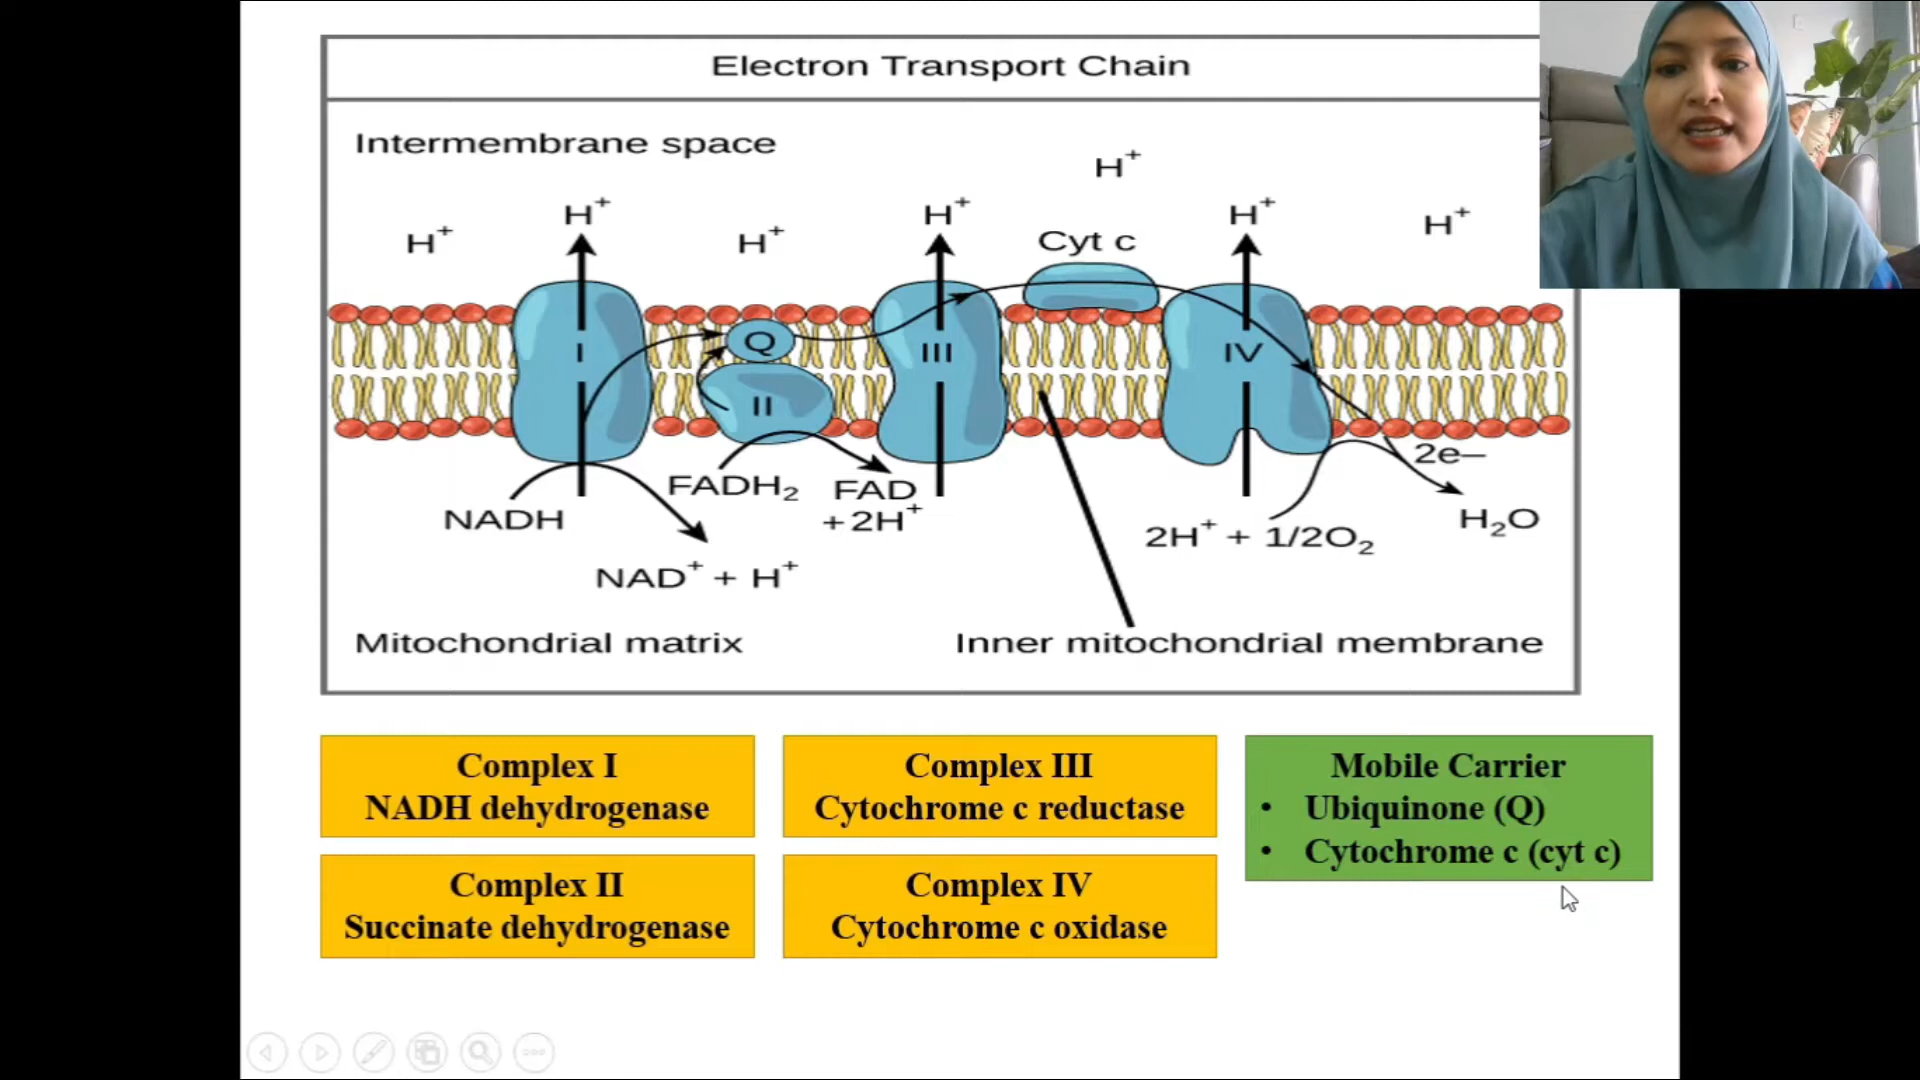 Electron Transport Chain
Intermembrane space
H⁺
H⁺
H⁺
H⁺
H⁺
H⁺
H⁺
Cyt c
I
Q
II
III
IV
NADH
NAD⁺ + H⁺
FADH₂
FAD
+ 2H⁺
2H⁺ + 1/2O₂
2e–
H₂O
Mitochondrial matrix
Inner mitochondrial membrane
Complex I
NADH dehydrogenase
Complex II
Succinate dehydrogenase
Complex III
Cytochrome c reductase
Complex IV
Cytochrome c oxidase
Mobile Carrier
• Ubiquinone (Q)
• Cytochrome c (cyt c)